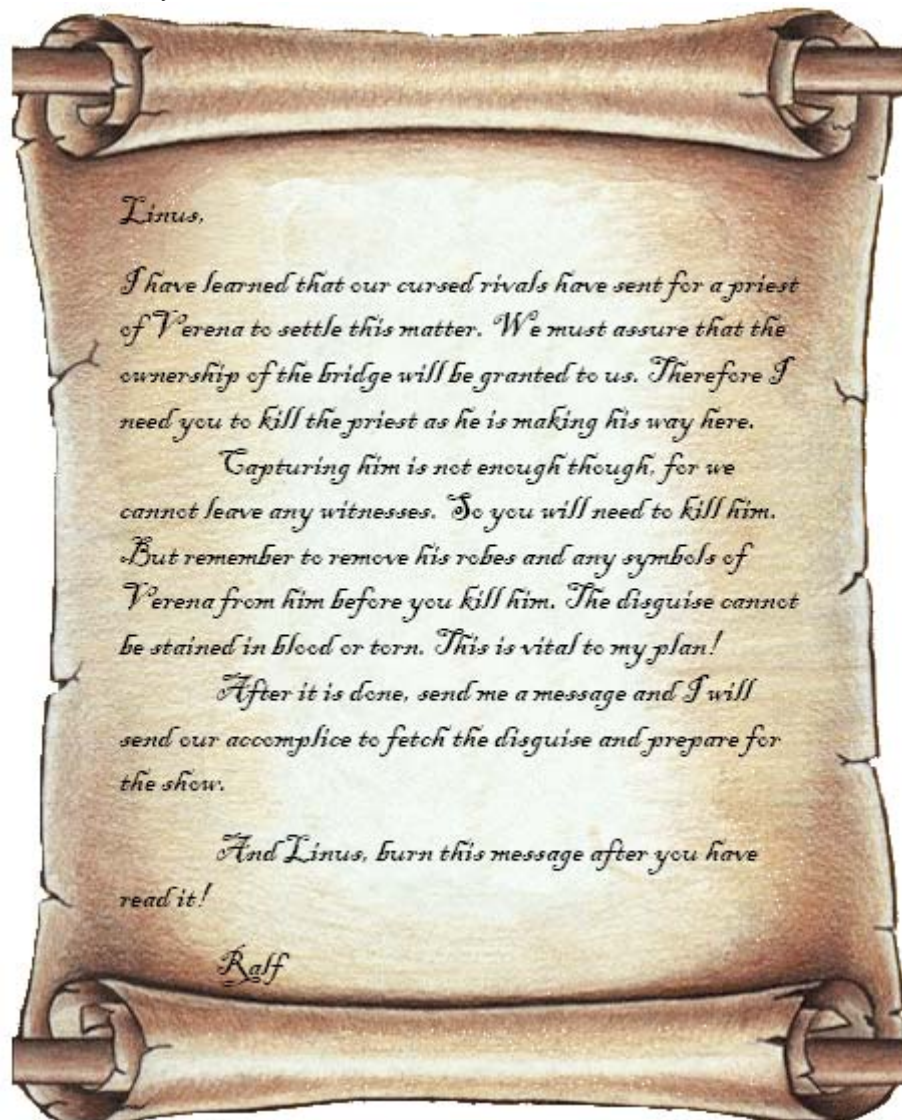 Linus,
I have learned that our cursed rivals have sent for a priest
of Verena to settle this matter. We must assure that the
ownership of the bridge will be granted to us. Therefore I
need you to kill the priest as he is making his way here.
Capturing him is not enough though, for we
cannot leave any witnesses. So you will need to kill him.
But remember to remove his robes and any symbols of
Verena from him before you kill him. The disguise cannot
be stained in blood or torn. This is vital to my plan!
After it is done, send me a message and I will
send our accomplice to fetch the disguise and prepare for
the show.
And Linus, burn this message after you have
read it!
Ralf